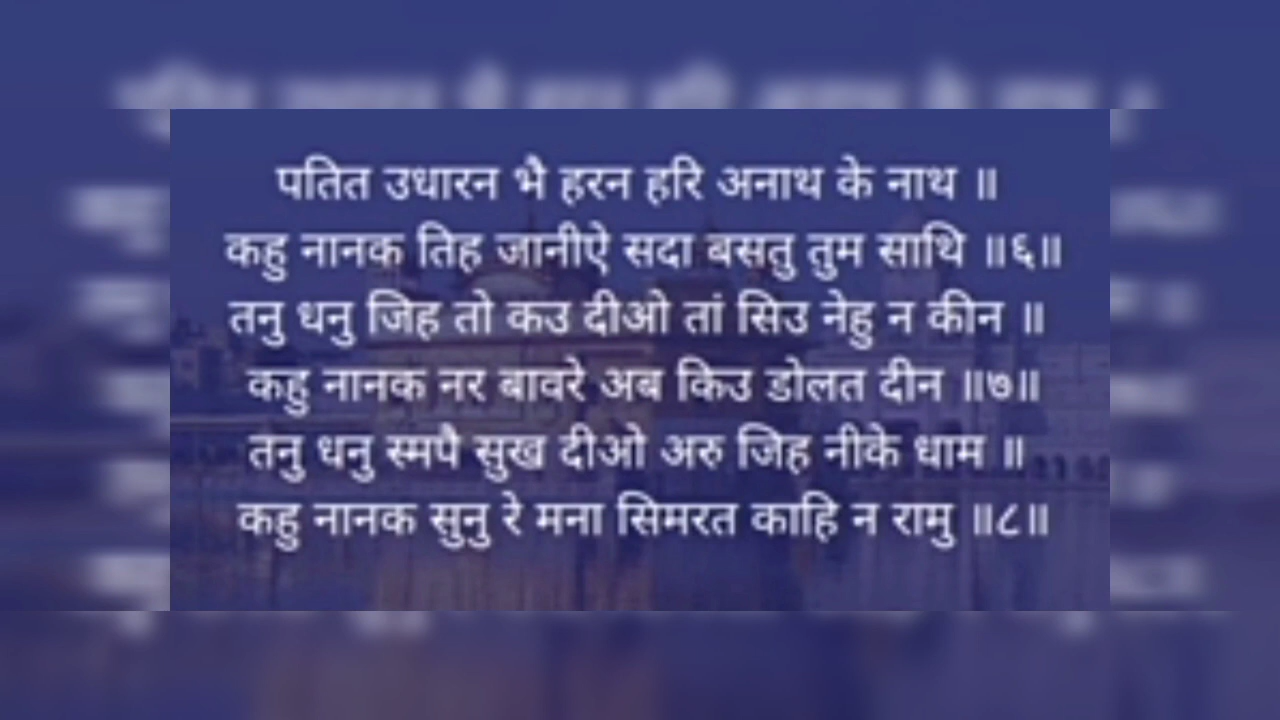 पतित उधारन भै हरन हरि अनाथ के नाथ ॥
कहु नानक तिह जानीऐ सदा बसतु तुम साथि ॥६॥
तनु धनु जिह तो कउ दीओ तां सिउ नेहु न कीन ॥
कहु नानक नर बावरे अब किउ डोलत दीन ॥७॥
तनु धनु स्मपै सुख दीओ अरु जिह नीके धाम ॥
कहु नानक सुनु रे मना सिमरत काहि न रामु ॥८॥